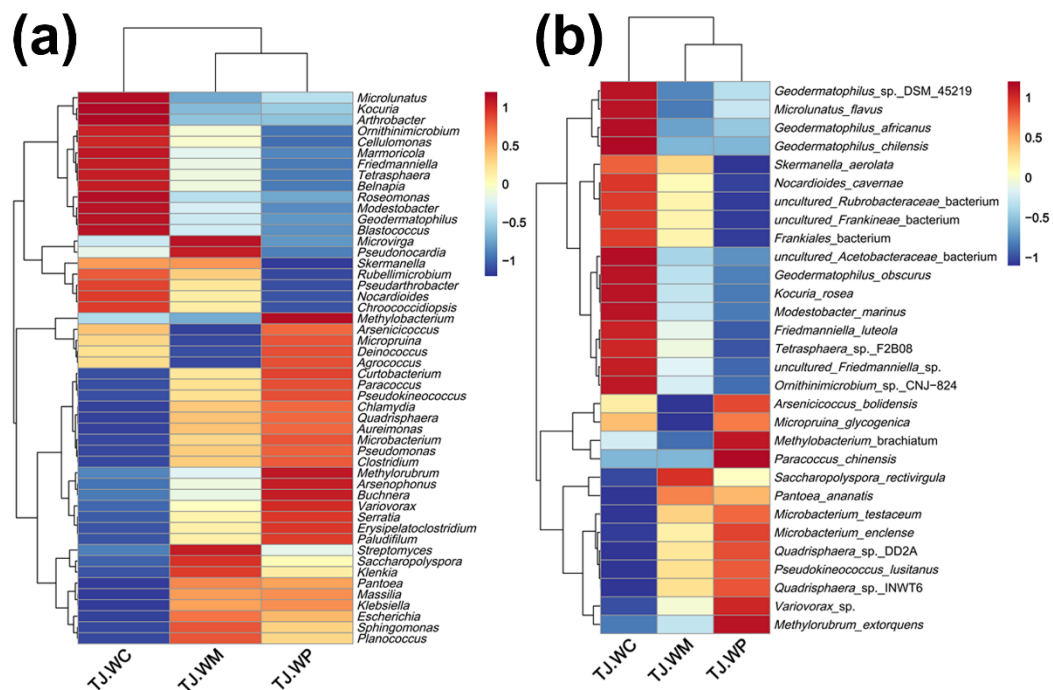 (a)
Microlunatus
Kocuria
Arthrobacter
Ornithinimicrobium
Cellulomonas
Marmoricola
Friedmanniella
Tetrasphaera
Belnapia
Roseomonas
Modestobacter
Geodermatophilus
Blastococcus
Microvirga
Pseudonocardia
Skermanella
Rubellimicrobium
Pseudarthrobacter
Nocardioides
Chroococcidiopsis
Methylobacterium
Arsenicicoccus
Micropruina
Deinococcus
Agrococcus
Curtobacterium
Paracoccus
Pseudokineococcus
Chlamydia
Quadrisphaera
Aureimonas
Microbacterium
Pseudomonas
Clostridium
Methylorubrum
Arsenophonus
Buchnera
Variovorax
Serratia
Erysipelatoclostridium
Paludifilum
Streptomyces
Saccharopolyspora
Klenkia
Pantoea
Massilia
Klebsiella
Escherichia
Sphingomonas
Planococcus
1
0.5
0
−0.5
−1
TJ.WC
TJ.WM
TJ.WP
(b)
Geodermatophilus_sp._DSM_45219
Microlunatus_flavus
Geodermatophilus_africanus
Geodermatophilus_chilensis
Skermanella_aerolata
Nocardioides_cavernae
uncultured_Rubrobacteraceae_bacterium
uncultured_Frankineae_bacterium
Frankiales_bacterium
uncultured_Acetobacteraceae_bacterium
Geodermatophilus_obscurus
Kocuria_rosea
Modestobacter_marinus
Friedmanniella_luteola
Tetrasphaera_sp._F2B08
uncultured_Friedmanniella_sp.
Ornithinimicrobium_sp._CNJ−824
Arsenicicoccus_bolidensis
Micropruina_glycogenica
Methylobacterium_brachiatum
Paracoccus_chinensis
Saccharopolyspora_rectivirgula
Pantoea_ananatis
Microbacterium_testaceum
Microbacterium_enclense
Quadrisphaera_sp._DD2A
Pseudokineococcus_lusitanus
Quadrisphaera_sp._INWT6
Variovorax_sp.
Methylorubrum_extorquens
1
0.5
0
−0.5
−1
TJ.WC
TJ.WM
TJ.WP